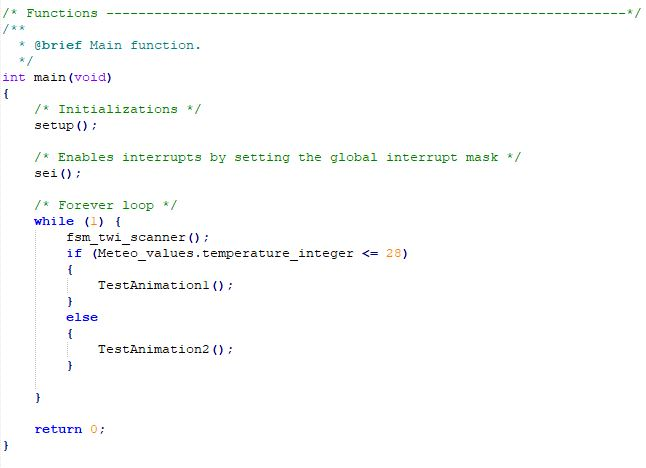 /* Functions -----------------------------------------------------------------*/
/**
  * @brief Main function.
  */
int main(void)
{
    /* Initializations */
    setup();

    /* Enables interrupts by setting the global interrupt mask */
    sei();

    /* Forever loop */
    while (1) {
        fsm_twi_scanner();
        if (Meteo_values.temperature_integer <= 28)
        {
            TestAnimation1();
        }
        else
        {
            TestAnimation2();
        }

    }

    return 0;
}